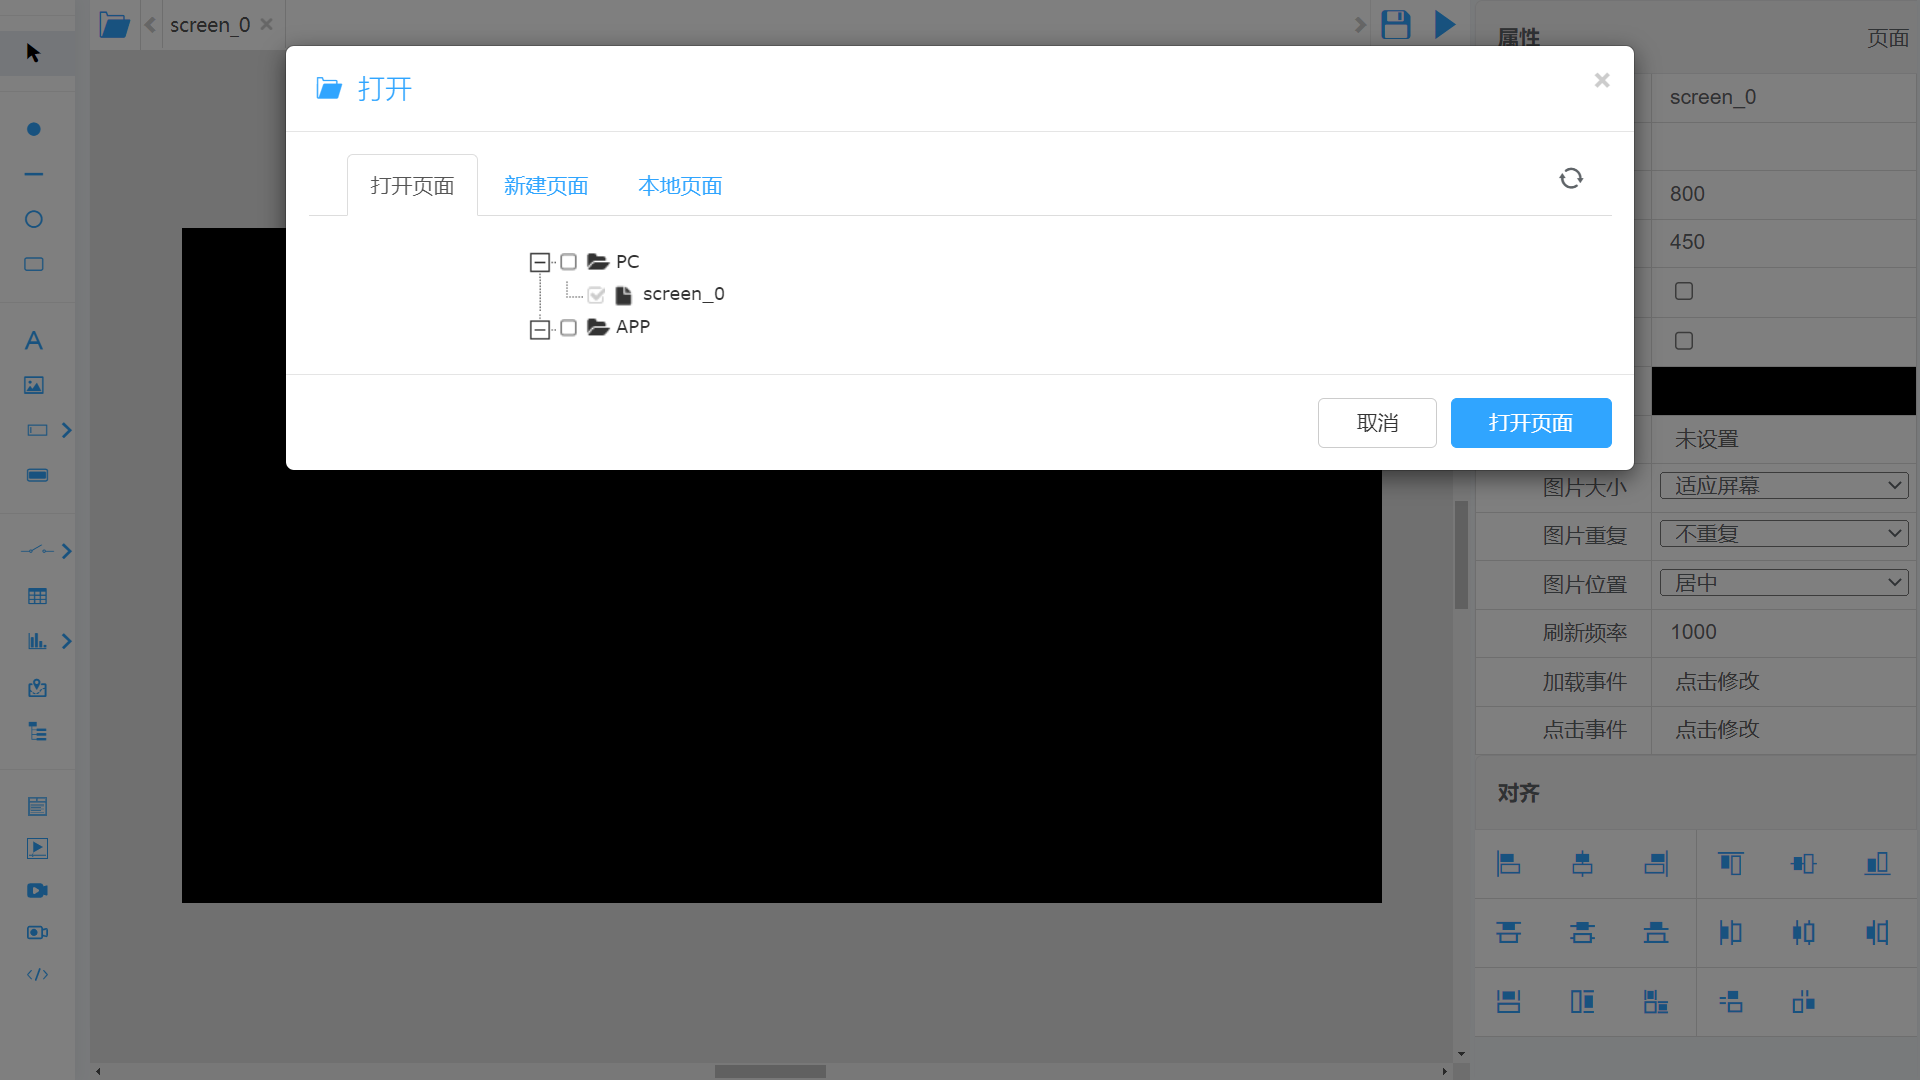 screen_0
属性
页面
打开
打开页面
新建页面
本地页面
PC
screen_0
APP
取消
打开页面
screen_0
800
450
未设置
图片大小
适应屏幕
图片重复
不重复
图片位置
居中
刷新频率
1000
加载事件
点击修改
点击事件
点击修改
对齐